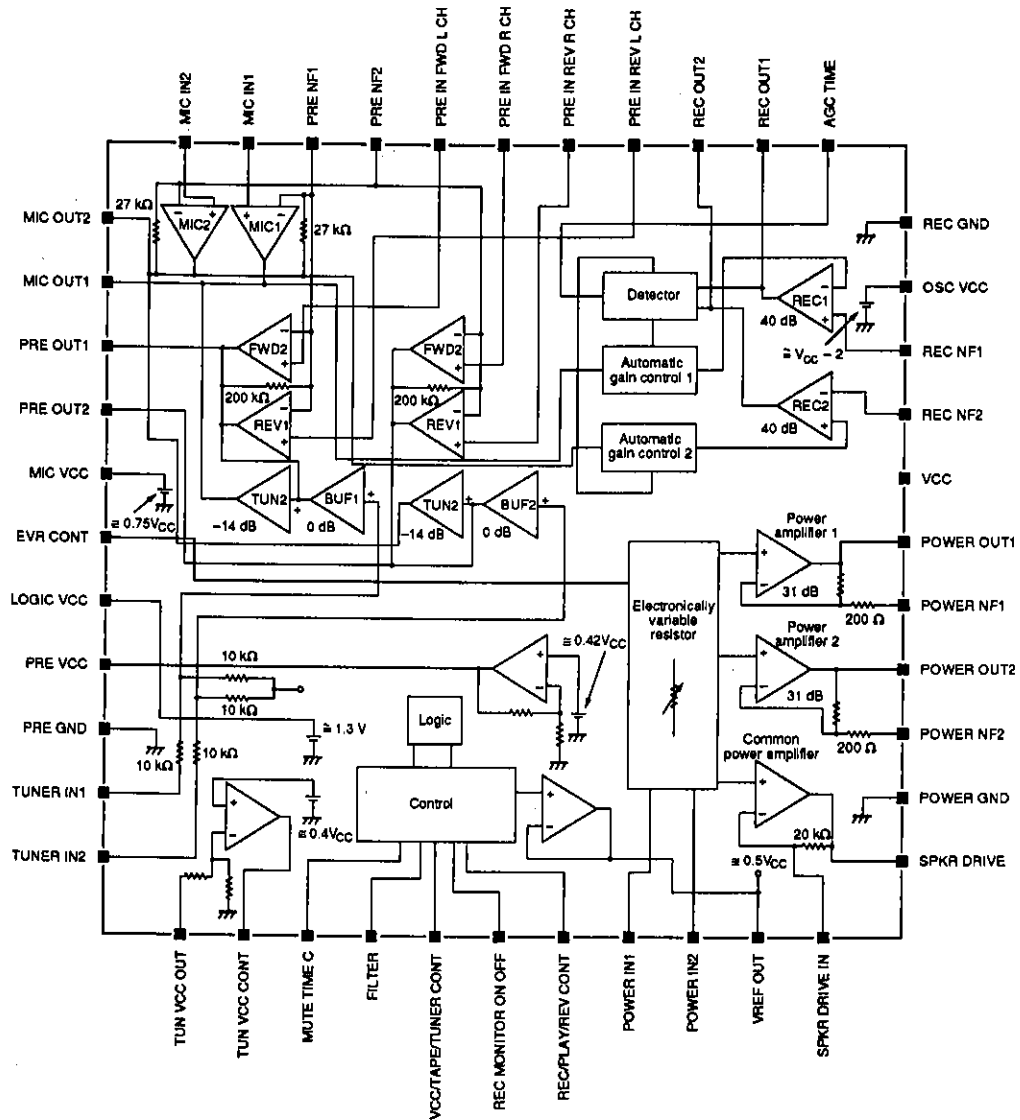 MIC IN2
MIC IN1
PRE NF1
PRE NF2
PRE IN FWD L CH
PRE IN FWD R CH
PRE IN REV R CH
PRE IN REV L CH
REC OUT2
REC OUT1
AGC TIME
MIC OUT2
MIC OUT1
PRE OUT1
PRE OUT2
MIC VCC
EVR CONT
LOGIC VCC
PRE VCC
PRE GND
TUNER IN1
TUNER IN2
27 kΩ
− +
MIC2
+ −
MIC1
27 kΩ
FWD2
−
+
200 kΩ
REV1
−
+
FWD2
−
+
200 kΩ
REV1
−
+
TUN2
+
−14 dB
BUF1
+
0 dB
TUN2
+
−14 dB
BUF2
+
0 dB
≅ 0.75VCC
Detector
Automatic
gain control 1
Automatic
gain control 2
REC1
−
+
40 dB
≅ VCC − 2
REC2
−
+
40 dB
10 kΩ
10 kΩ
10 kΩ
10 kΩ
≅ 1.3 V
+
−
≅ 0.4VCC
+
−
≅ 0.42VCC
Logic
Control
+
−
Electronically
variable
resistor
Power
amplifier 1
+
−
31 dB
200 Ω
Power
amplifier 2
+
−
31 dB
200 Ω
Common
power amplifier
+
−
20 kΩ
≅ 0.5VCC
REC GND
OSC VCC
REC NF1
REC NF2
VCC
POWER OUT1
POWER NF1
POWER OUT2
POWER NF2
POWER GND
SPKR DRIVE
TUN VCC OUT
TUN VCC CONT
MUTE TIME C
FILTER
VCC/TAPE/TUNER CONT
REC MONITOR ON OFF
REC/PLAY/REV CONT
POWER IN1
POWER IN2
VREF OUT
SPKR DRIVE IN